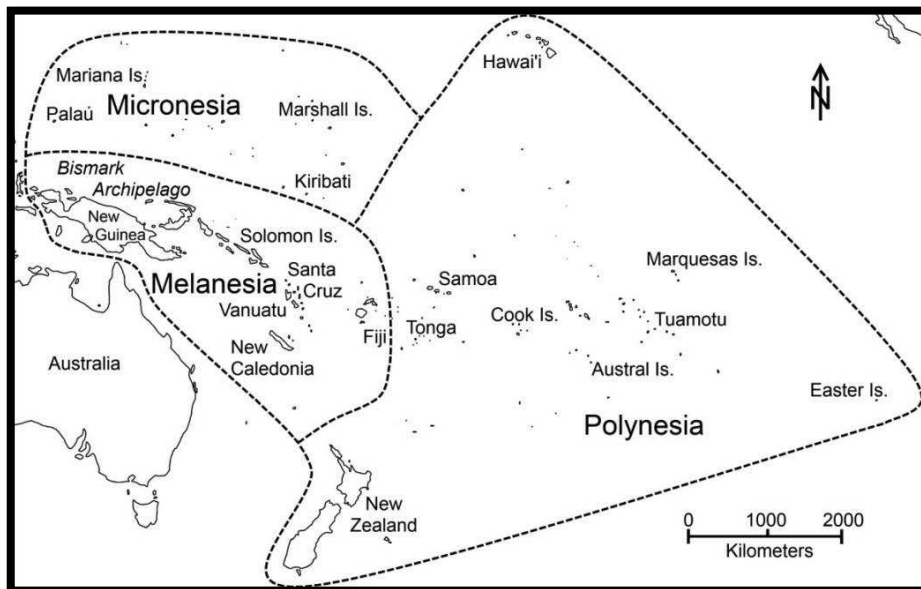 Hawai'i
N
Mariana Is.
Micronesia
Palau
Marshall Is.
Bismark
Archipelago
Kiribati
New
Guinea
Solomon Is.
Melanesia
Santa
Cruz
Vanuatu
Fiji
New
Caledonia
Australia
Samoa
Tonga
Cook Is.
Marquesas Is.
Tuamotu
Austral Is.
Easter Is.
Polynesia
New
Zealand
0 1000 2000
Kilometers